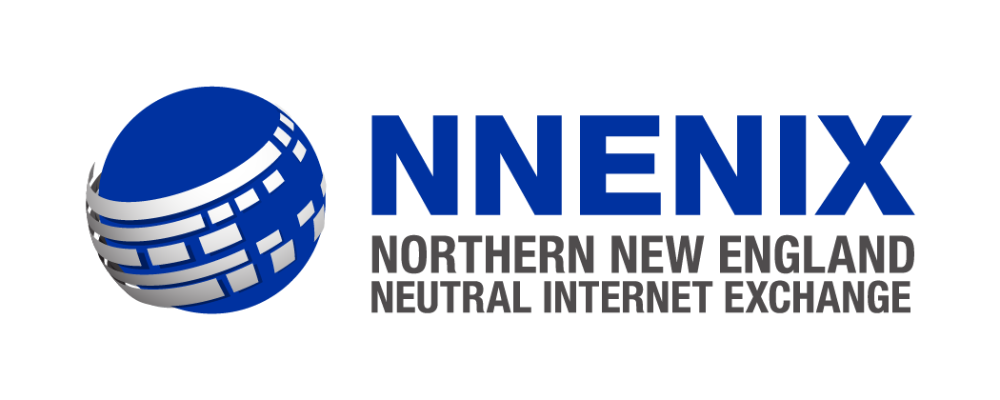 NNENIX
NORTHERN NEW ENGLAND
NEUTRAL INTERNET EXCHANGE